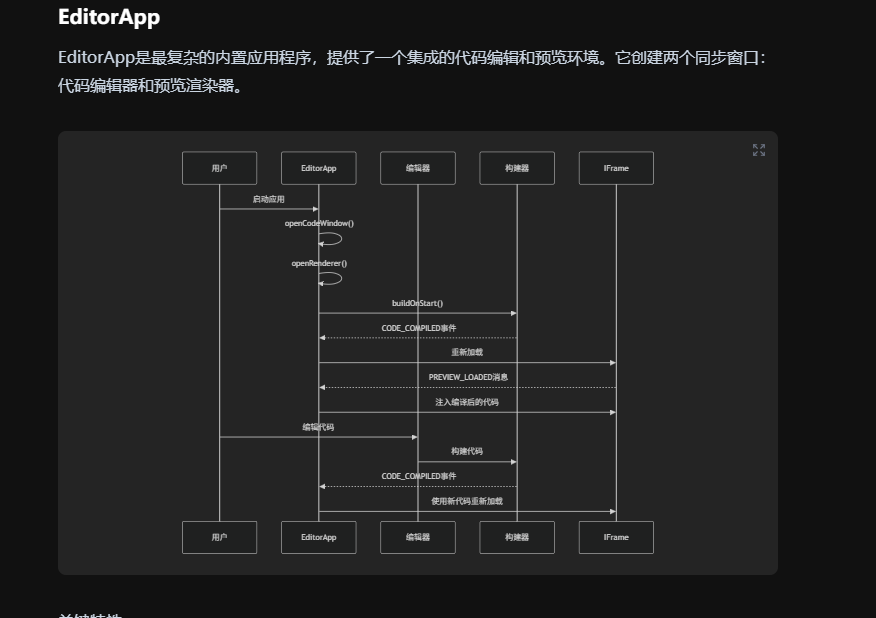 EditorApp
EditorApp是最复杂的内置应用程序，提供了一个集成的代码编辑和预览环境。它创建两个同步窗口：
代码编辑器和预览渲染器。
用户 EditorApp 编辑器 构建器 IFrame
启动应用
openCodeWindow()
openRenderer()
buildOnStart()
CODE_COMPILED事件
重新加载
PREVIEW_LOADED消息
注入编译后的代码
编辑代码
构建代码
CODE_COMPILED事件
使用新代码重新加载
用户 EditorApp 编辑器 构建器 IFrame